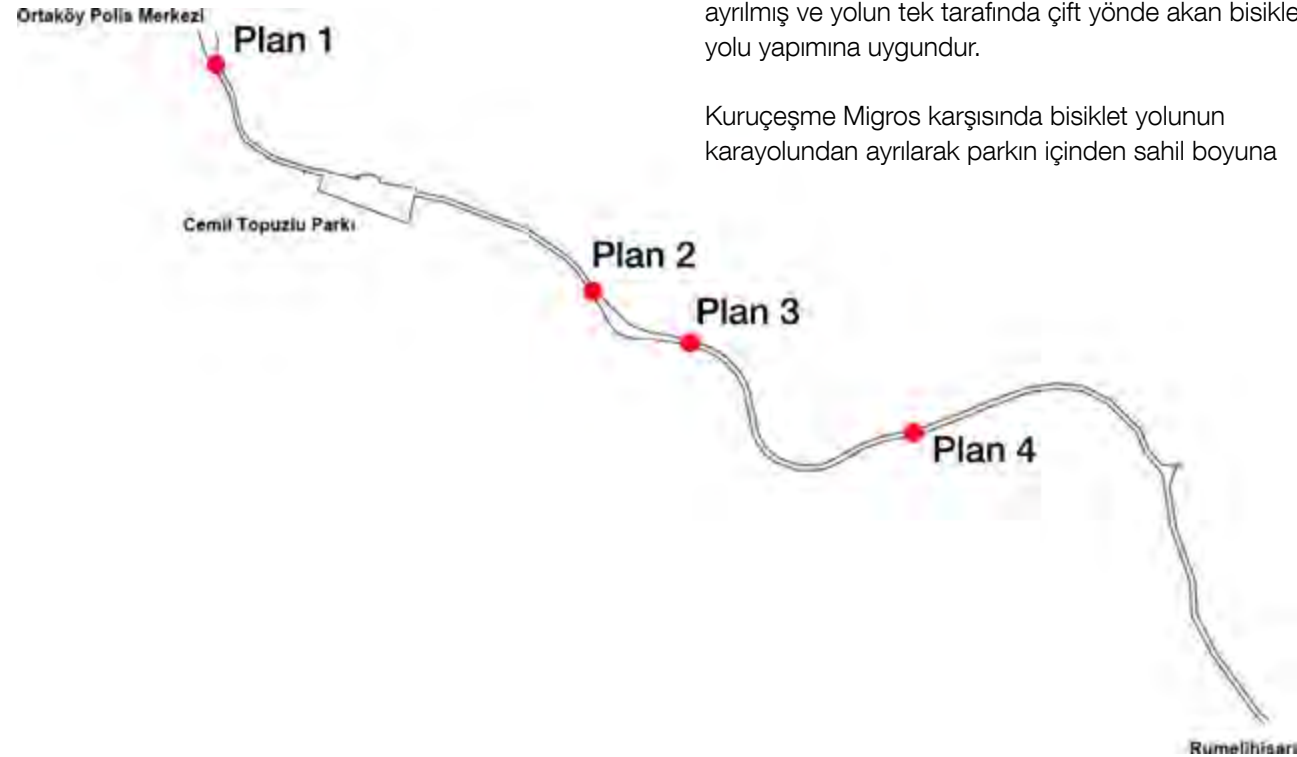 Ortaköy Polis Merkezi
Plan 1
ayrılmış ve yolun tek tarafında çift yönde akan bisikle
yolu yapımına uygundur.
Kuruçeşme Migros karşısında bisiklet yolunun
karayolundan ayrılarak parkın içinden sahil boyuna
Cemil Topuzlu Parkı
Plan 2
Plan 3
Plan 4
Rumelihisarı